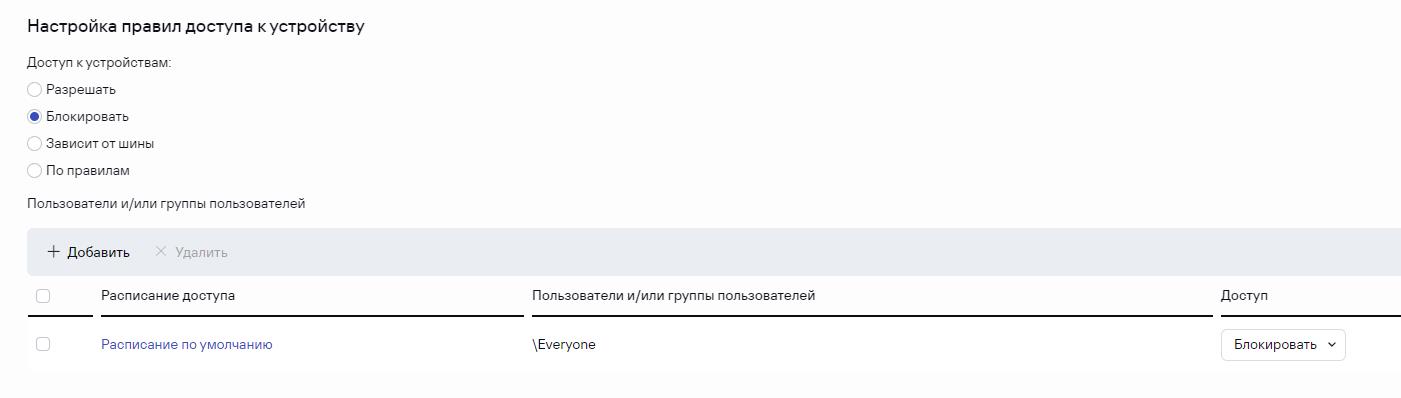 Настройка правил доступа к устройству
Доступ к устройствам:
Разрешать
Блокировать
Зависит от шины
По правилам
Пользователи и/или группы пользователей
Добавить Удалить
Расписание доступа Пользователи и/или группы пользователей Доступ
Расписание по умолчанию \Everyone Блокировать